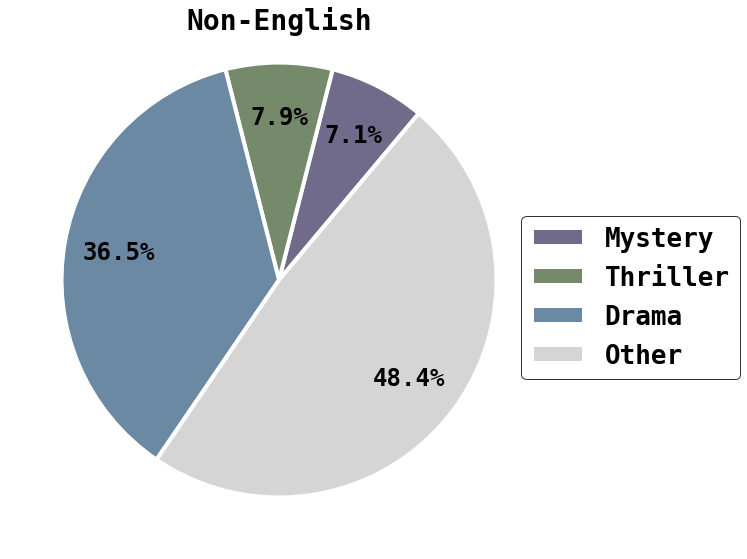 Non-English
7.9%
7.1%
36.5%
48.4%
Mystery
Thriller
Drama
Other